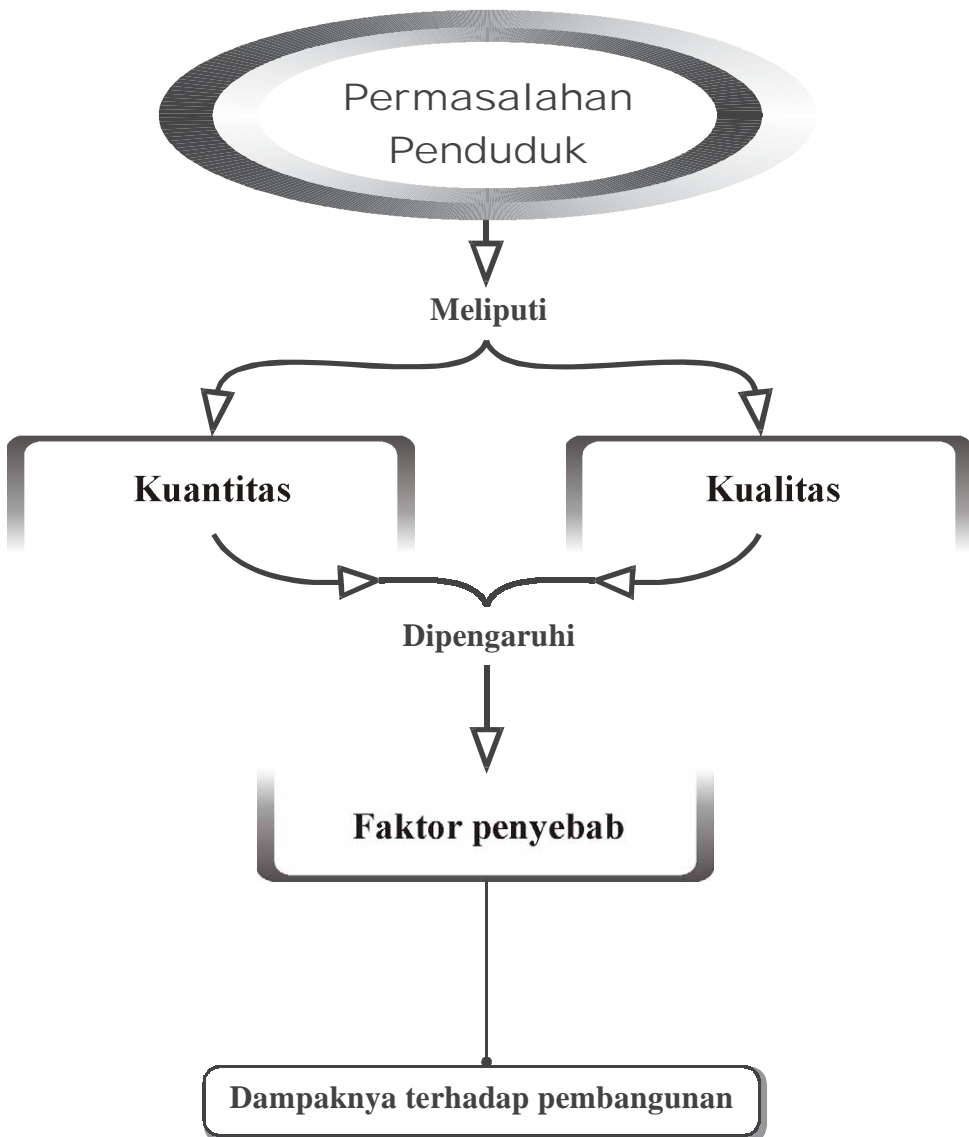 Permasalahan
Penduduk
Meliputi
Kuantitas
Kualitas
Dipengaruhi
Faktor penyebab
Dampaknya terhadap pembangunan